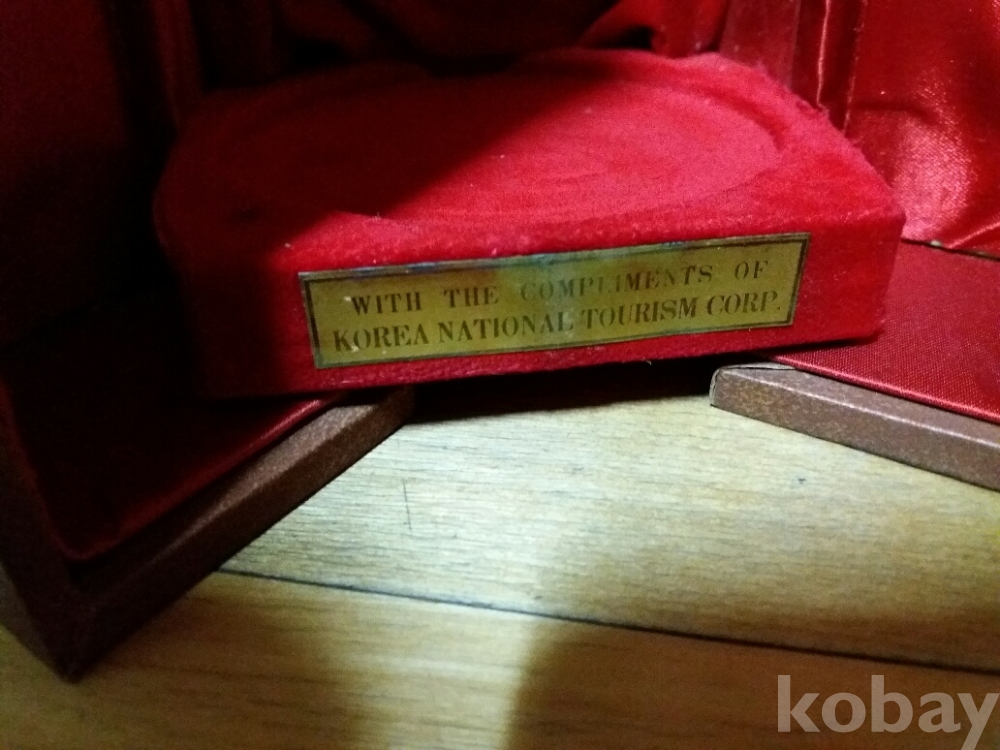 WITH THE COMPLIMENTS OF
KOREA NATIONAL TOURISM CORP.
kobay